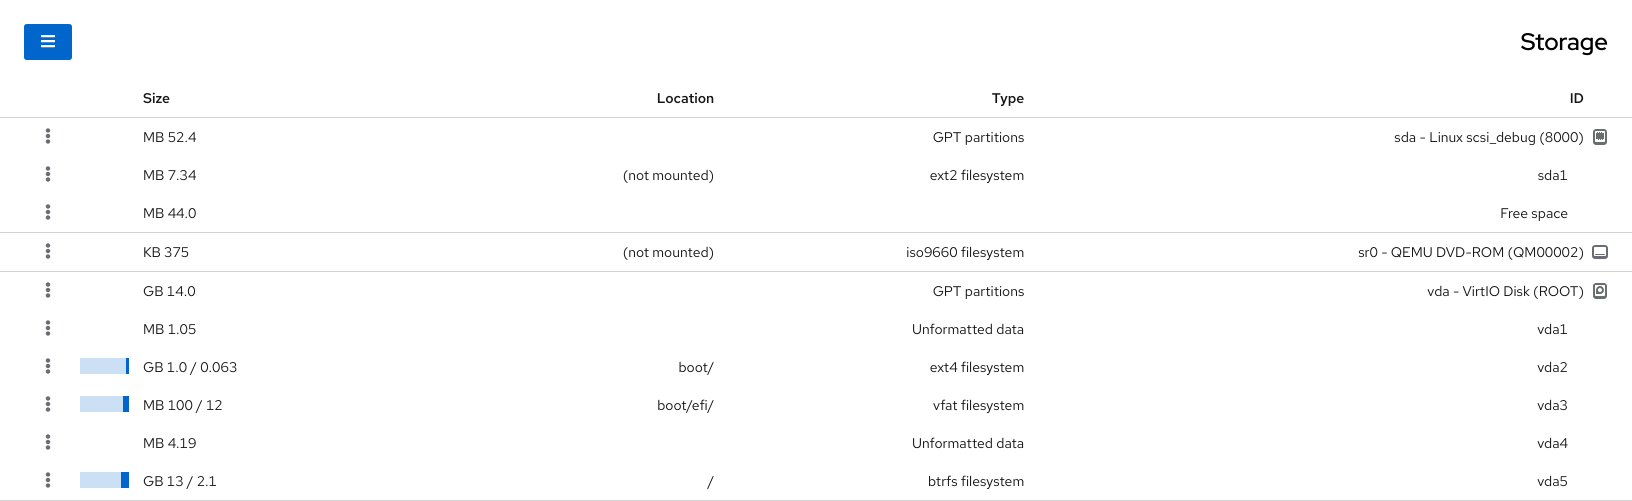 Storage
ID Type Location Size
sda - Linux scsi_debug (8000) GPT partitions MB 52.4
sda1 ext2 filesystem (not mounted) MB 7.34
Free space MB 44.0
sr0 - QEMU DVD-ROM (QM00002) iso9660 filesystem (not mounted) KB 375
vda - VirtIO Disk (ROOT) GPT partitions GB 14.0
vda1 Unformatted data MB 1.05
vda2 ext4 filesystem boot/ GB 1.0 / 0.063
vda3 vfat filesystem boot/efi/ MB 100 / 12
vda4 Unformatted data MB 4.19
vda5 btrfs filesystem / GB 13 / 2.1